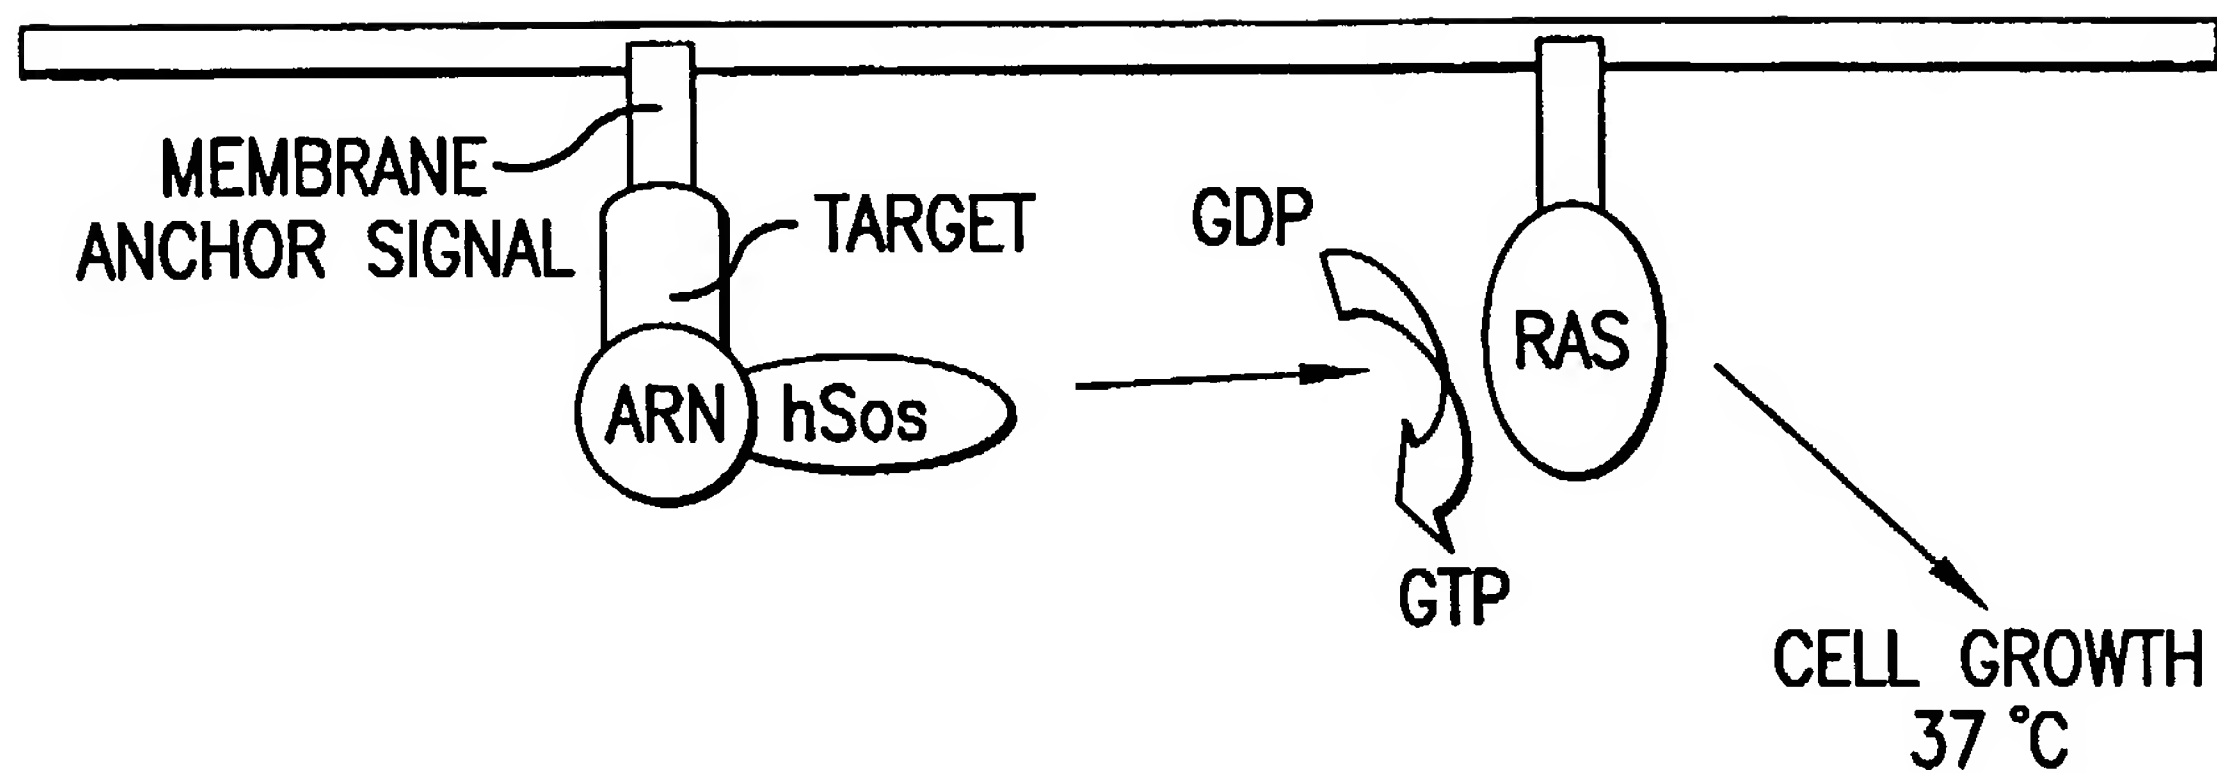 MEMBRANE
ANCHOR SIGNAL
TARGET
ARN
hSos
GDP
GTP
RAS
CELL GROWTH
37 °C